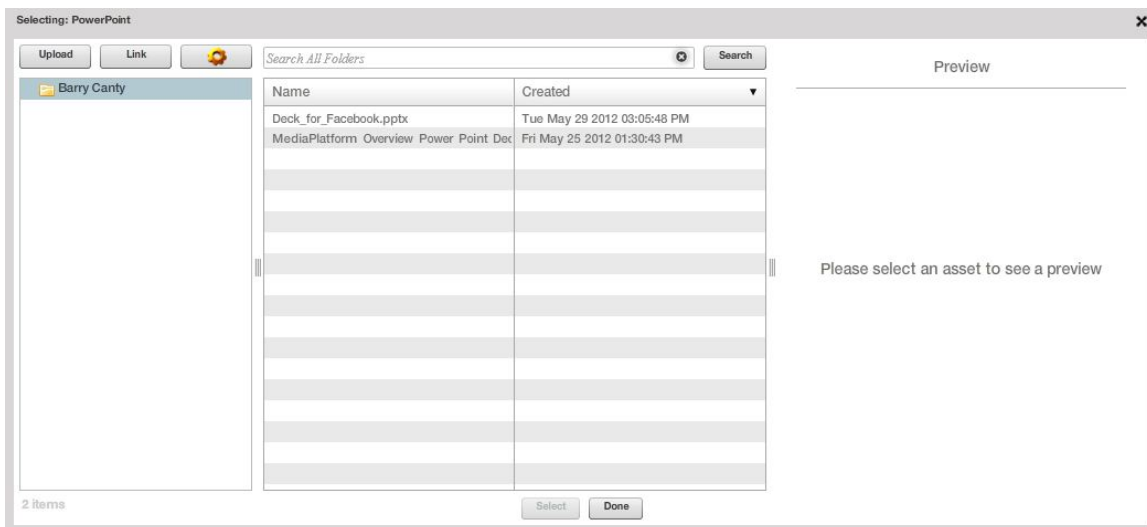 Selecting: PowerPoint
Upload Link Search All Folders Search
Preview
Barry Canty
Name Created
Deck_for_Facebook.pptx Tue May 29 2012 03:05:48 PM
MediaPlatform Overview Power Point Dec Fri May 25 2012 01:30:43 PM
Please select an asset to see a preview
2 items Select Done